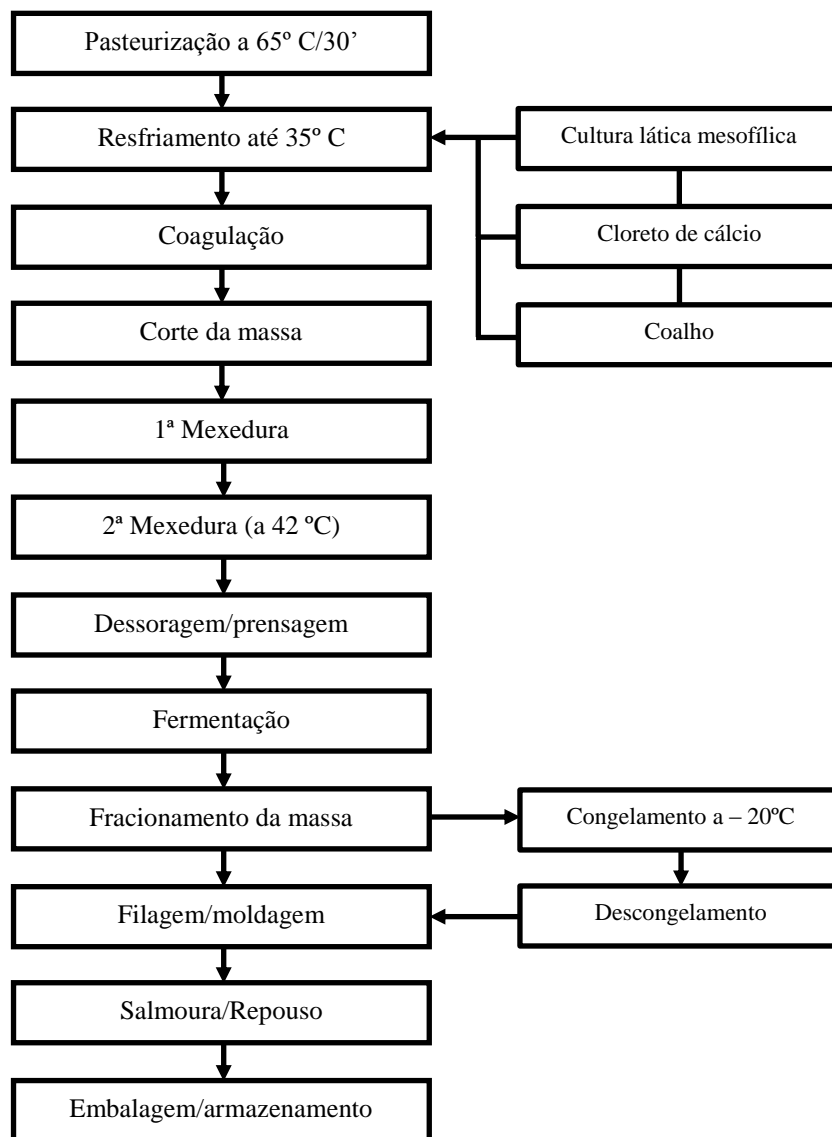 Pasteurização a 65º C/30’
Resfriamento até 35º C
Cultura lática mesofílica
Coagulação
Cloreto de cálcio
Corte da massa
Coalho
1ª Mexedura
2ª Mexedura (a 42 ºC)
Dessoragem/prensagem
Fermentação
Fracionamento da massa
Congelamento a – 20ºC
Filagem/moldagem
Descongelamento
Salmoura/Repouso
Embalagem/armazenamento